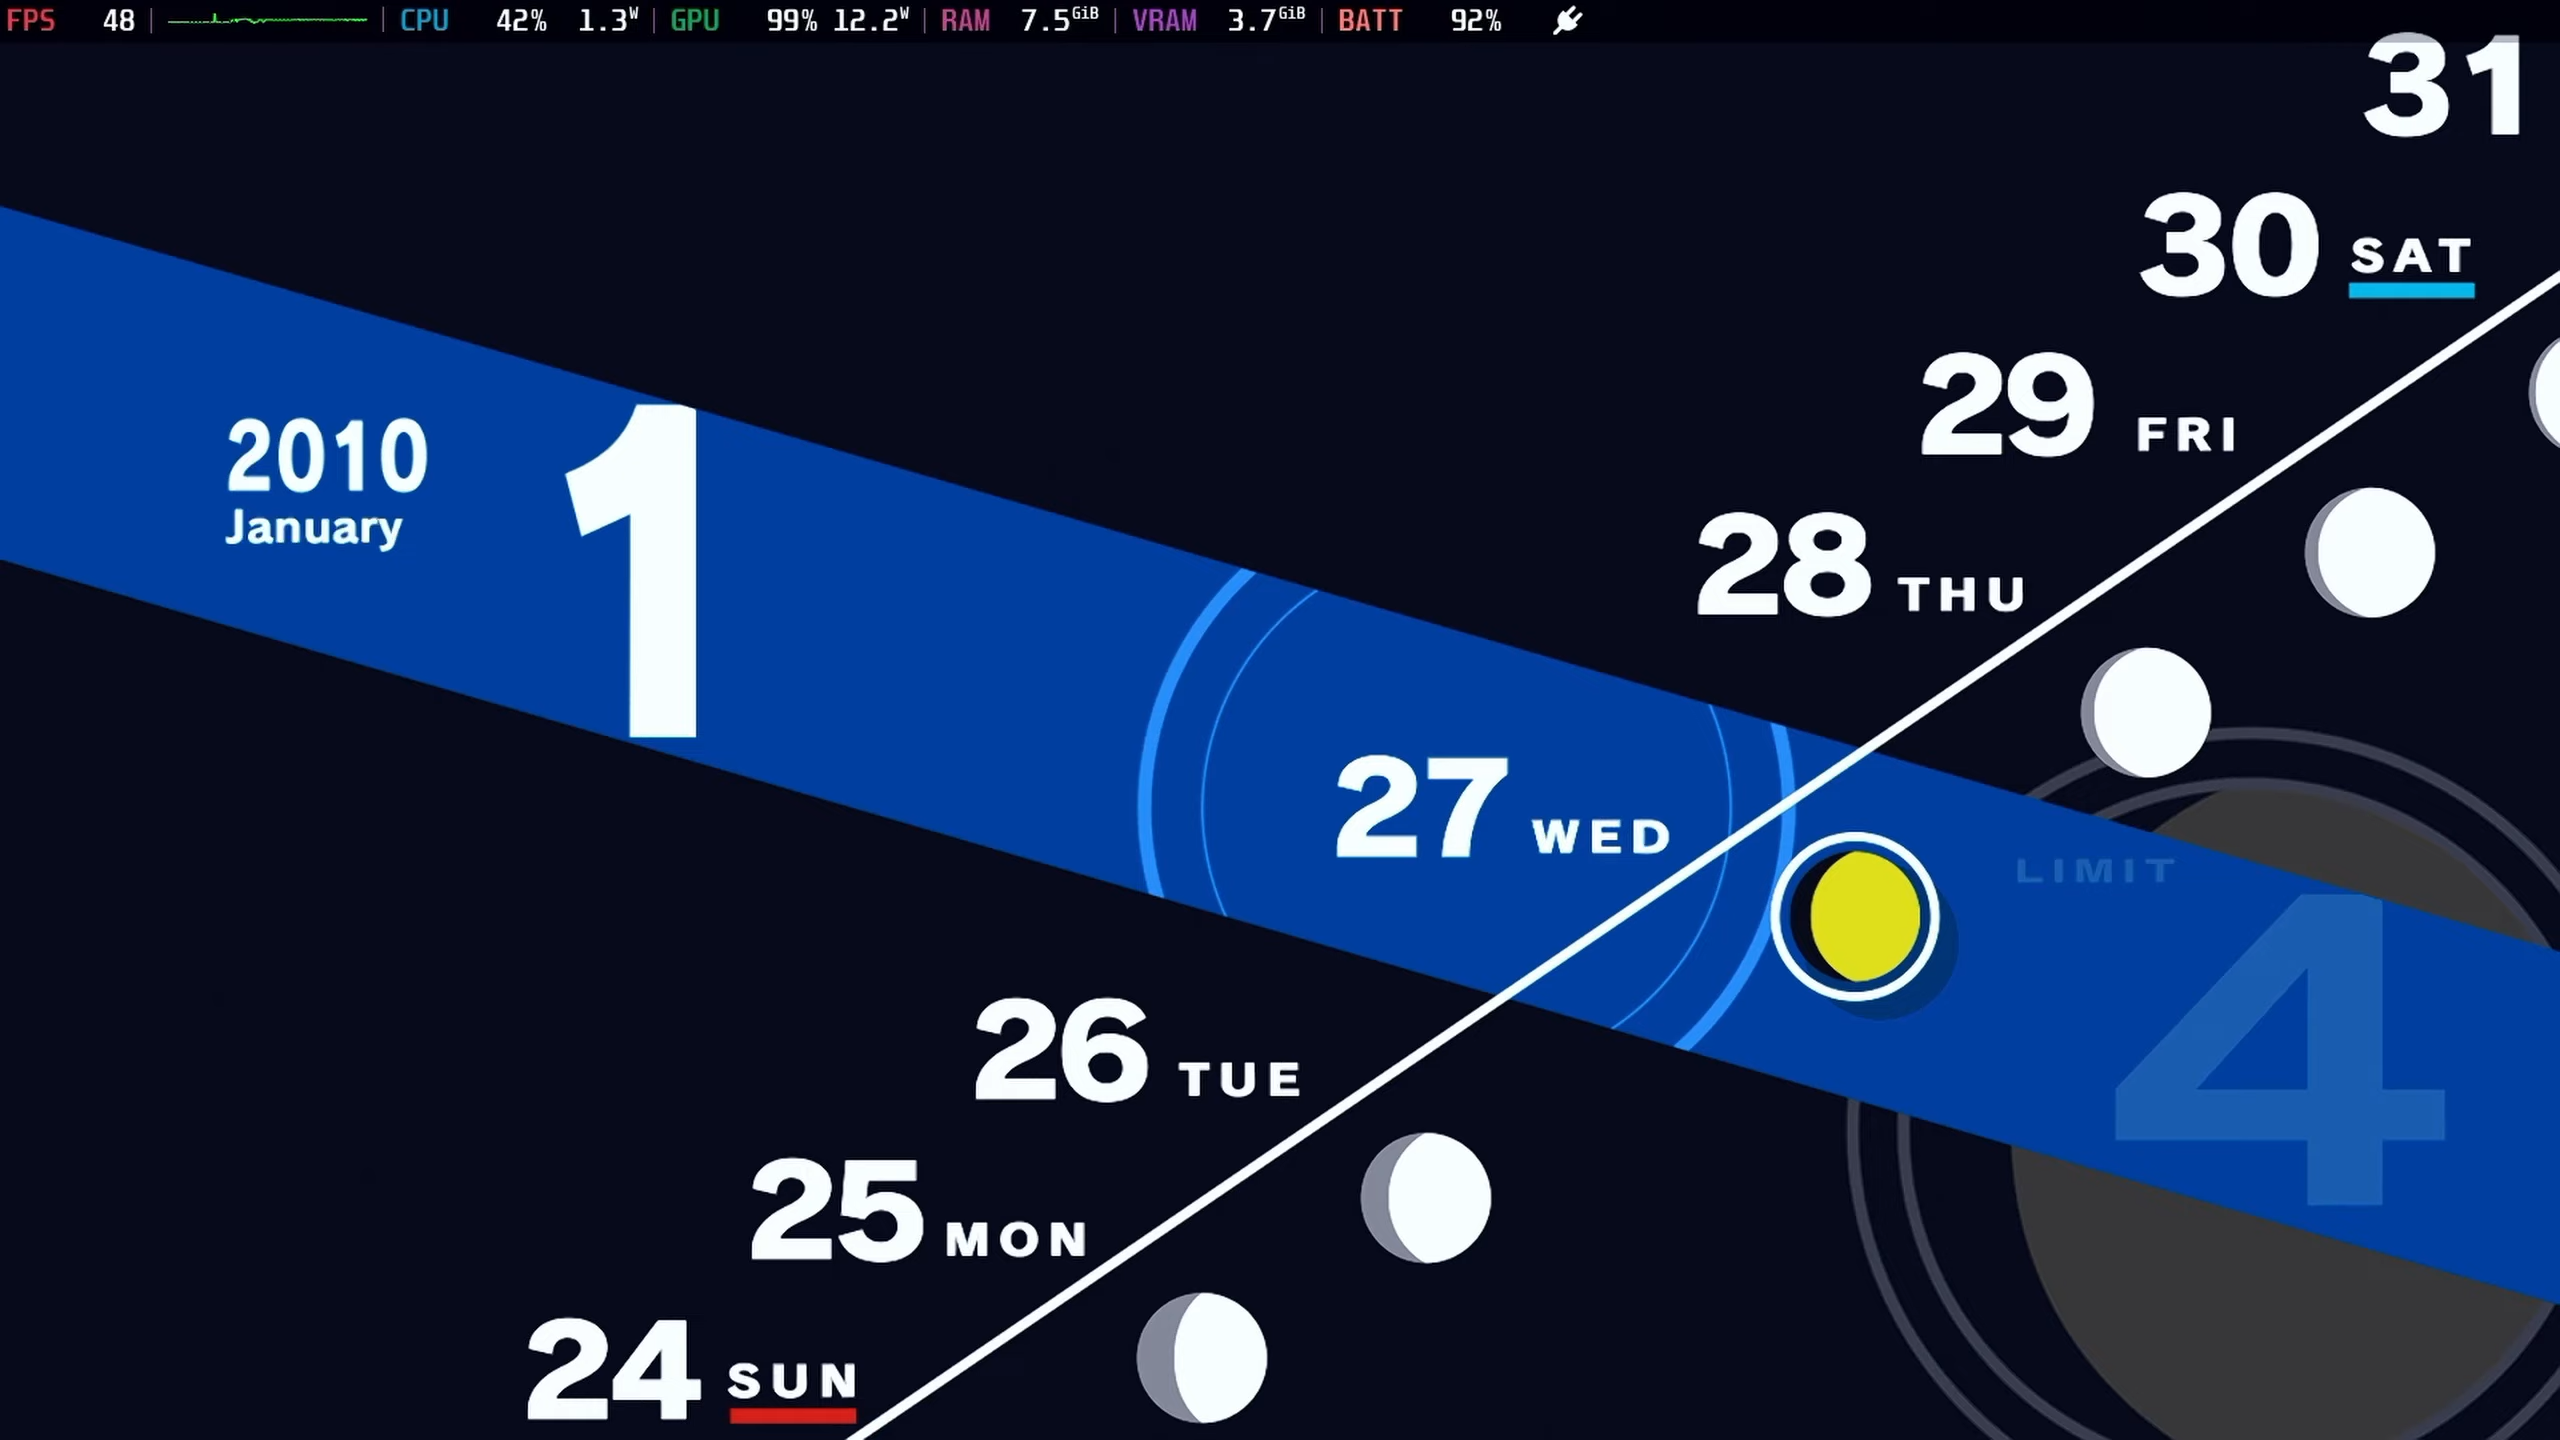 FPS 48 CPU 42% 1.3W GPU 99% 12.2W RAM 7.5GiB VRAM 3.7GiB BATT 92%
31
30 SAT
29 FRI
28 THU
2010
January
1
27 WED
LIMIT
4
26 TUE
25 MON
24 SUN